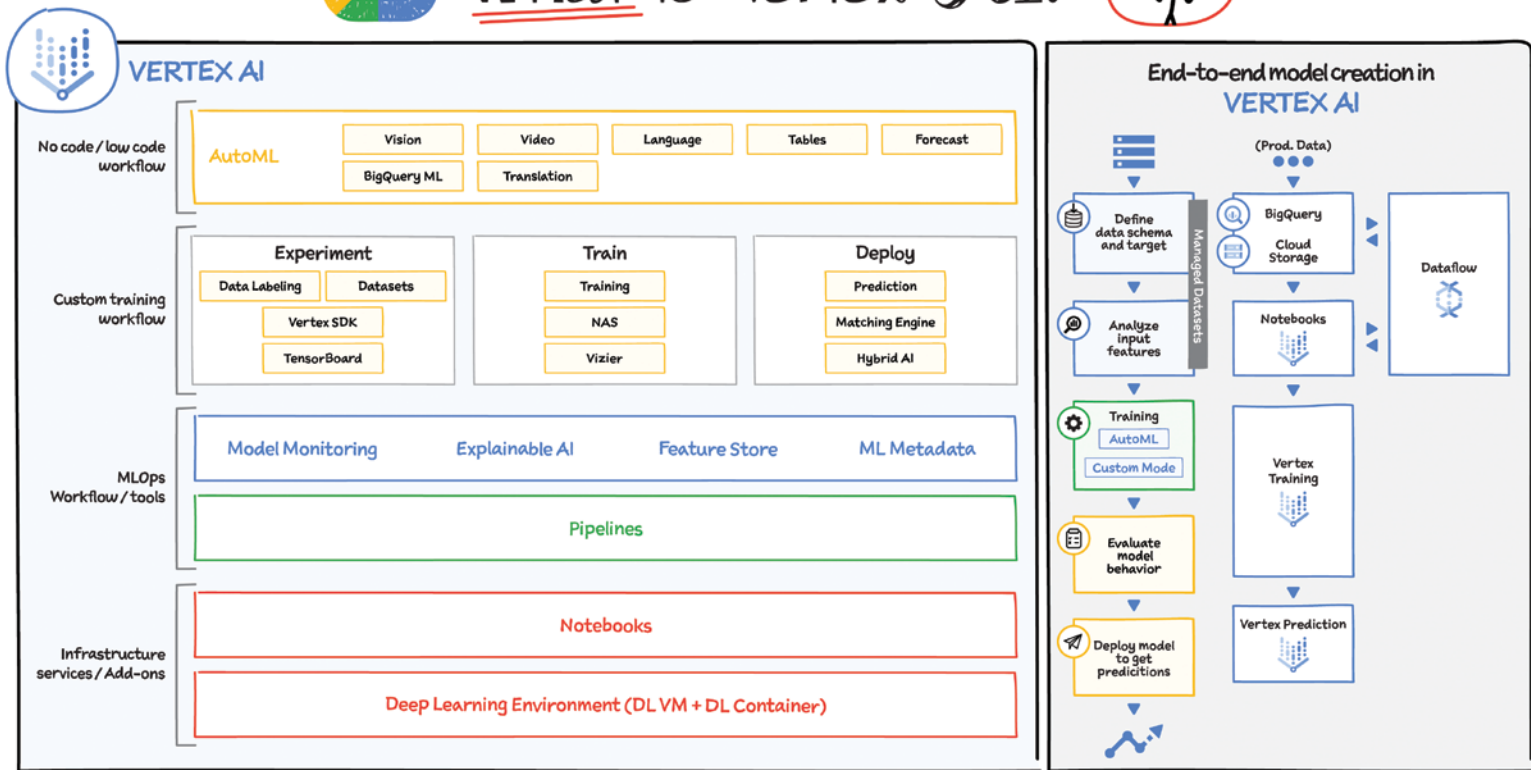 VERTEX AI
No code / low code
workflow
AutoML
Vision
Video
Language
Tables
Forecast
BigQuery ML
Translation
Custom training
workflow
Experiment
Data Labeling
Datasets
Vertex SDK
TensorBoard
Train
Training
NAS
Vizier
Deploy
Prediction
Matching Engine
Hybrid AI
MLOps
Workflow / tools
Model Monitoring
Explainable AI
Feature Store
ML Metadata
Pipelines
Infrastructure
services / Add-ons
Notebooks
Deep Learning Environment (DL VM + DL Container)
End-to-end model creation in
VERTEX AI
Define
data schema
and target
Analyze
input
features
Managed Datasets
Training
AutoML
Custom Mode
Evaluate
model
behavior
Deploy model
to get
predicitions
(Prod. Data)
BigQuery
Cloud
Storage
Notebooks
Vertex
Training
Vertex Prediction
Dataflow